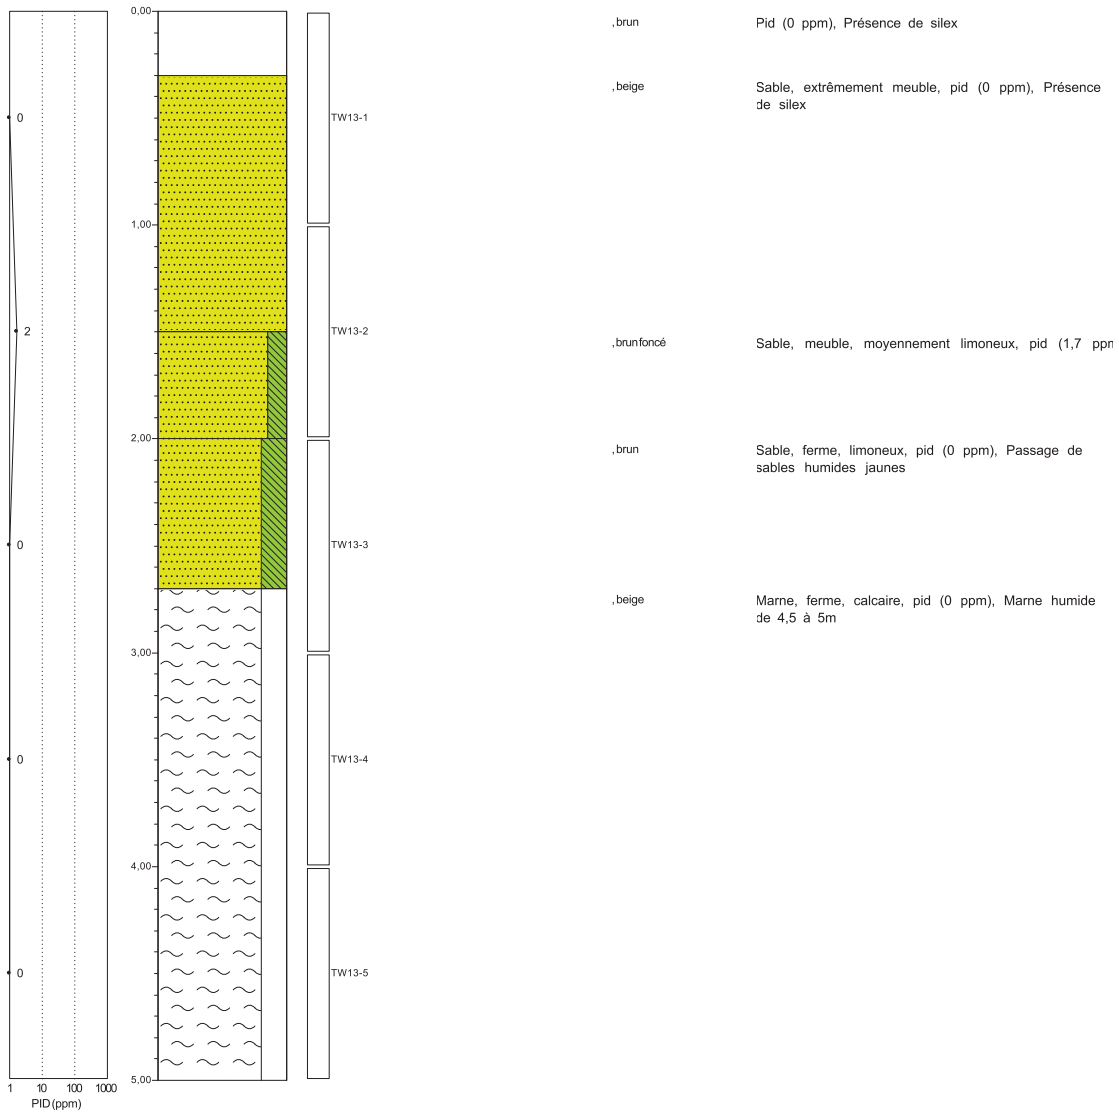 0,00
,brun Pid (0 ppm), Présence de silex
,beige Sable, extrêmement meuble, pid (0 ppm), Présence
de silex
0 TW13-1
1,00
2 TW13-2
,brun foncé Sable, meuble, moyennement limoneux, pid (1,7 ppm
2,00
,brun Sable, ferme, limoneux, pid (0 ppm), Passage de
sables humides jaunes
0 TW13-3
,beige Marne, ferme, calcaire, pid (0 ppm), Marne humide
de 4,5 à 5m
3,00
0 TW13-4
4,00
0 TW13-5
5,00
1 10 100 1000
PID (ppm)